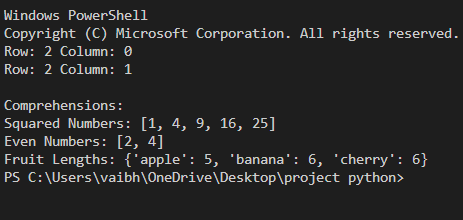 Windows PowerShell
Copyright (C) Microsoft Corporation. All rights reserved.
Row: 2 Column: 0
Row: 2 Column: 1
Comprehensions:
Squared Numbers: [1, 4, 9, 16, 25]
Even Numbers: [2, 4]
Fruit Lengths: {'apple': 5, 'banana': 6, 'cherry': 6}
PS C:\Users\vaibh\OneDrive\Desktop\project python>